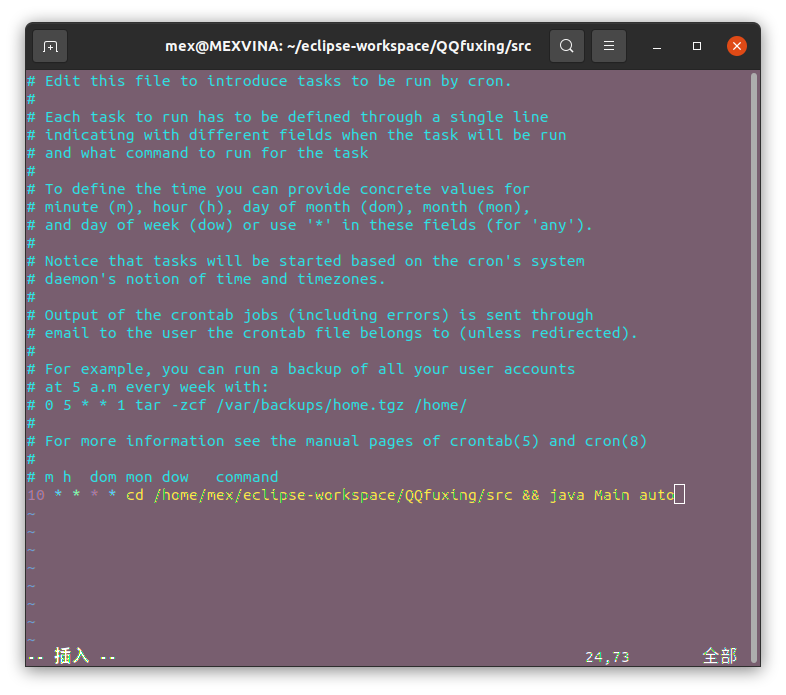 mex@MEXVINA: ~/eclipse-workspace/QQfuxing/src
# Edit this file to introduce tasks to be run by cron.
#
# Each task to run has to be defined through a single line
# indicating with different fields when the task will be run
# and what command to run for the task
#
# To define the time you can provide concrete values for
# minute (m), hour (h), day of month (dom), month (mon),
# and day of week (dow) or use '*' in these fields (for 'any').
#
# Notice that tasks will be started based on the cron's system
# daemon's notion of time and timezones.
#
# Output of the crontab jobs (including errors) is sent through
# email to the user the crontab file belongs to (unless redirected).
#
# For example, you can run a backup of all your user accounts
# at 5 a.m every week with:
# 0 5 * * 1 tar -zcf /var/backups/home.tgz /home/
#
# For more information see the manual pages of crontab(5) and cron(8)
#
# m h  dom mon dow   command
10 * * * * cd /home/mex/eclipse-workspace/QQfuxing/src && java Main auto
~
~
~
~
~
~
~
~
-- 插入 -- 24,73 全部